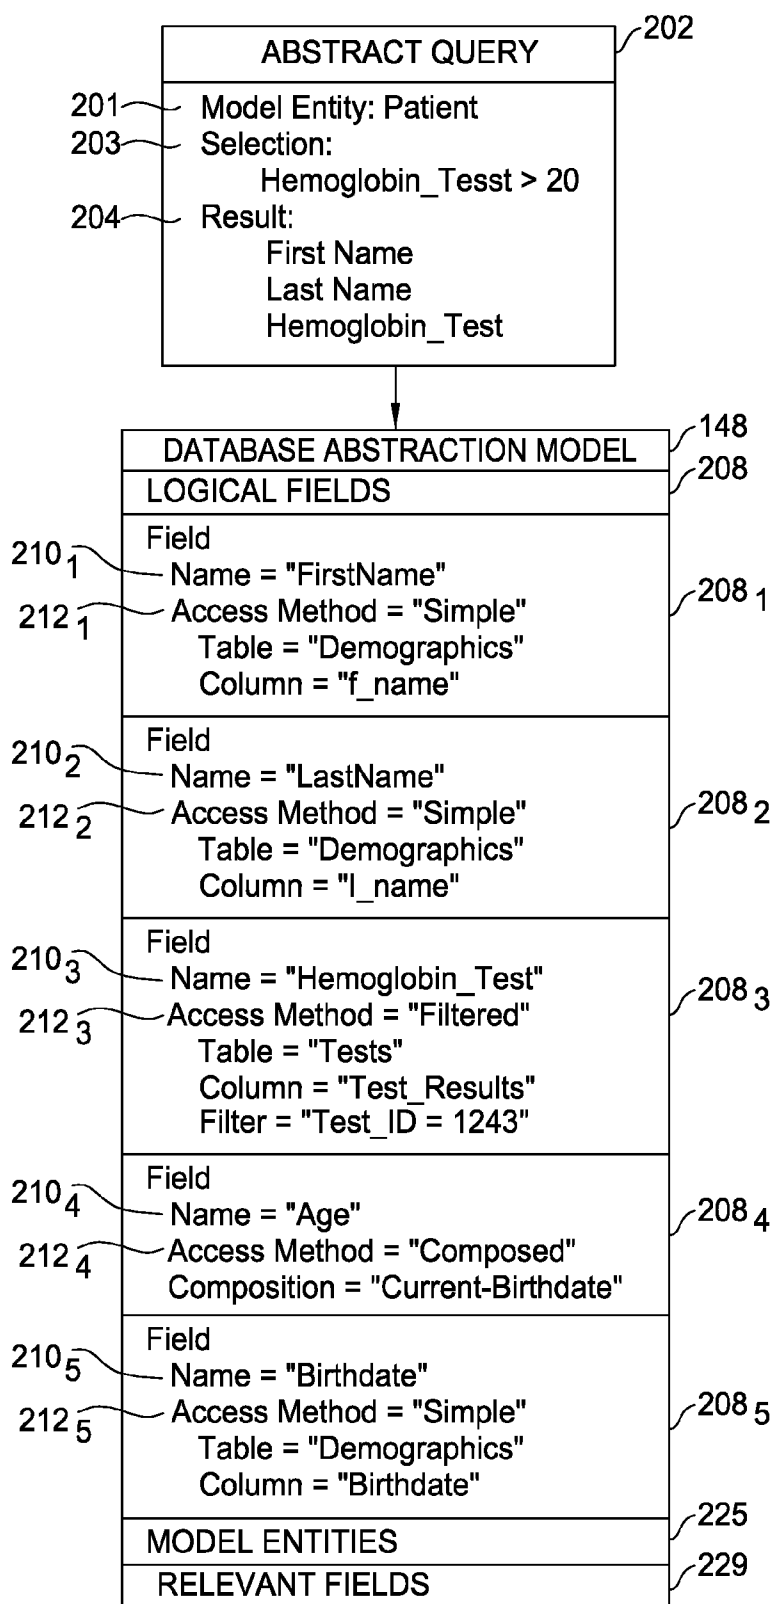 202
ABSTRACT QUERY
201 Model Entity: Patient
203 Selection:
Hemoglobin_Tesst > 20
204 Result:
First Name
Last Name
Hemoglobin_Test
DATABASE ABSTRACTION MODEL 148
LOGICAL FIELDS 208
Field
210 1 Name = "FirstName"
212 1 Access Method = "Simple" 208 1
Table = "Demographics"
Column = "f_name"
Field
210 2 Name = "LastName"
212 2 Access Method = "Simple" 208 2
Table = "Demographics"
Column = "l_name"
Field
210 3 Name = "Hemoglobin_Test" 208 3
212 3 Access Method = "Filtered"
Table = "Tests"
Column = "Test_Results"
Filter = "Test_ID = 1243"
Field
210 4 Name = "Age" 208 4
212 4 Access Method = "Composed"
Composition = "Current-Birthdate"
Field
210 5 Name = "Birthdate"
212 5 Access Method = "Simple" 208 5
Table = "Demographics"
Column = "Birthdate"
MODEL ENTITIES 225
RELEVANT FIELDS 229